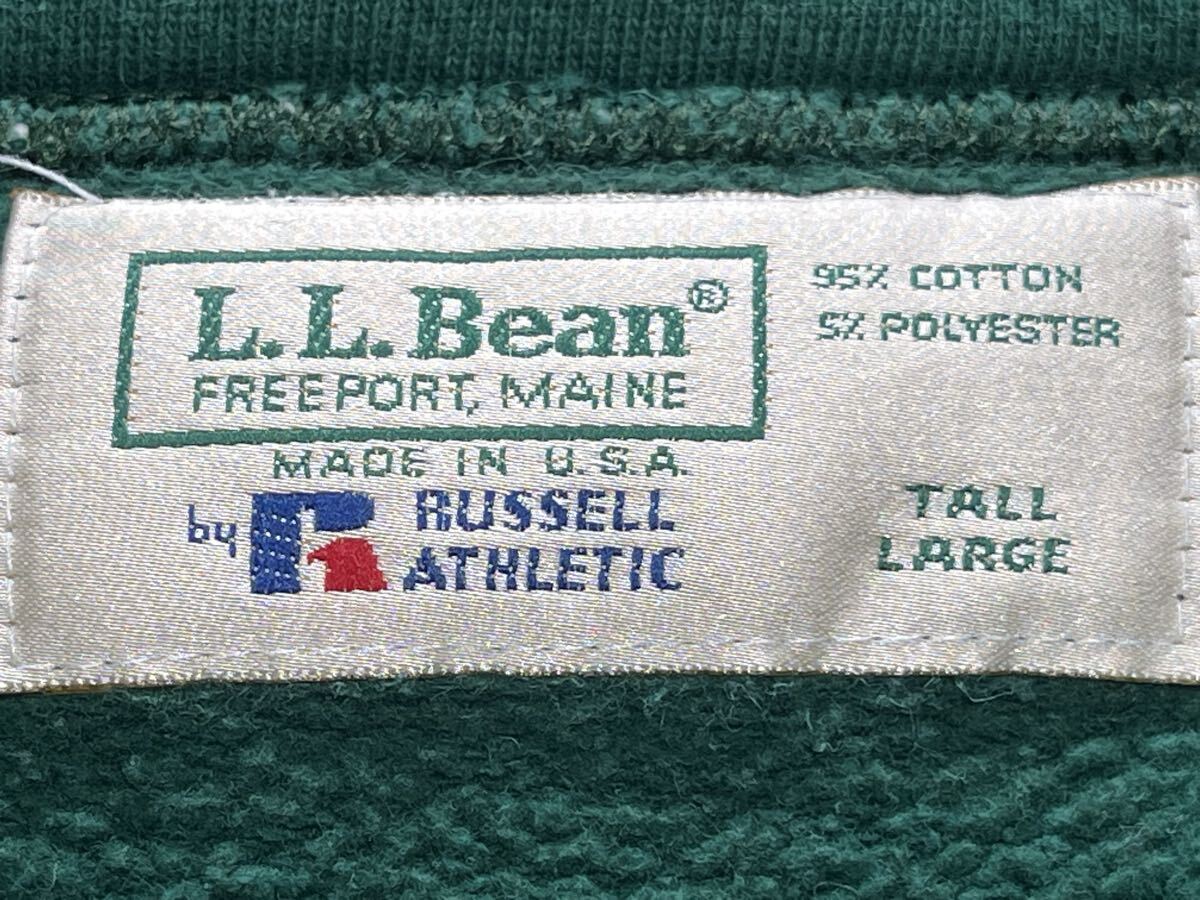 L.L.Bean®
FREEPORT, MAINE
MADE IN U.S.A.
by RUSSELL
ATHLETIC
95% COTTON
5% POLYESTER
TALL
LARGE